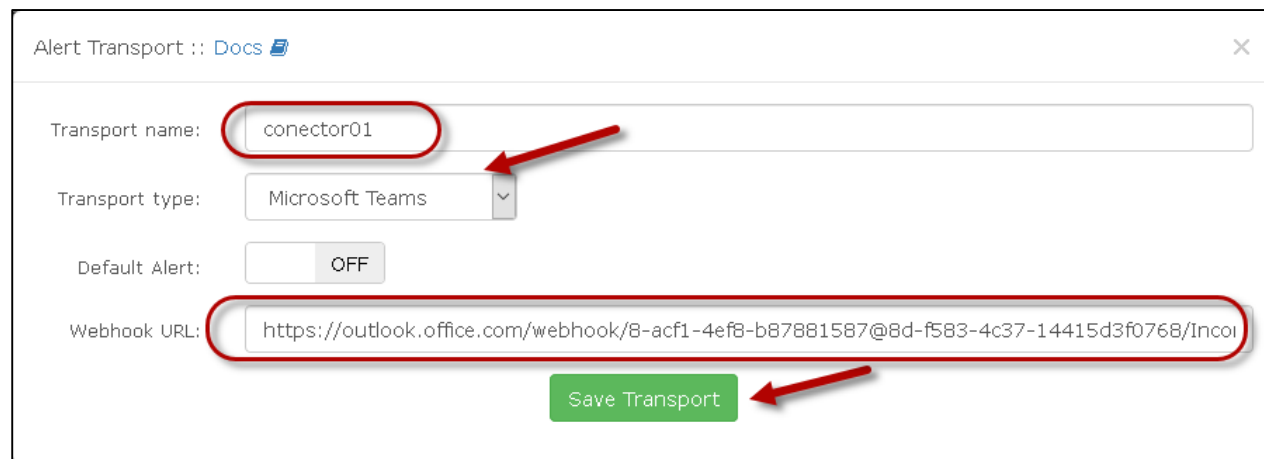 Alert Transport :: Docs
Transport name: conector01
Transport type: Microsoft Teams
Default Alert: OFF
Webhook URL: https://outlook.office.com/webhook/8-acf1-4ef8-b87881587@8d-f583-4c37-14415d3f0768/Incor
Save Transport